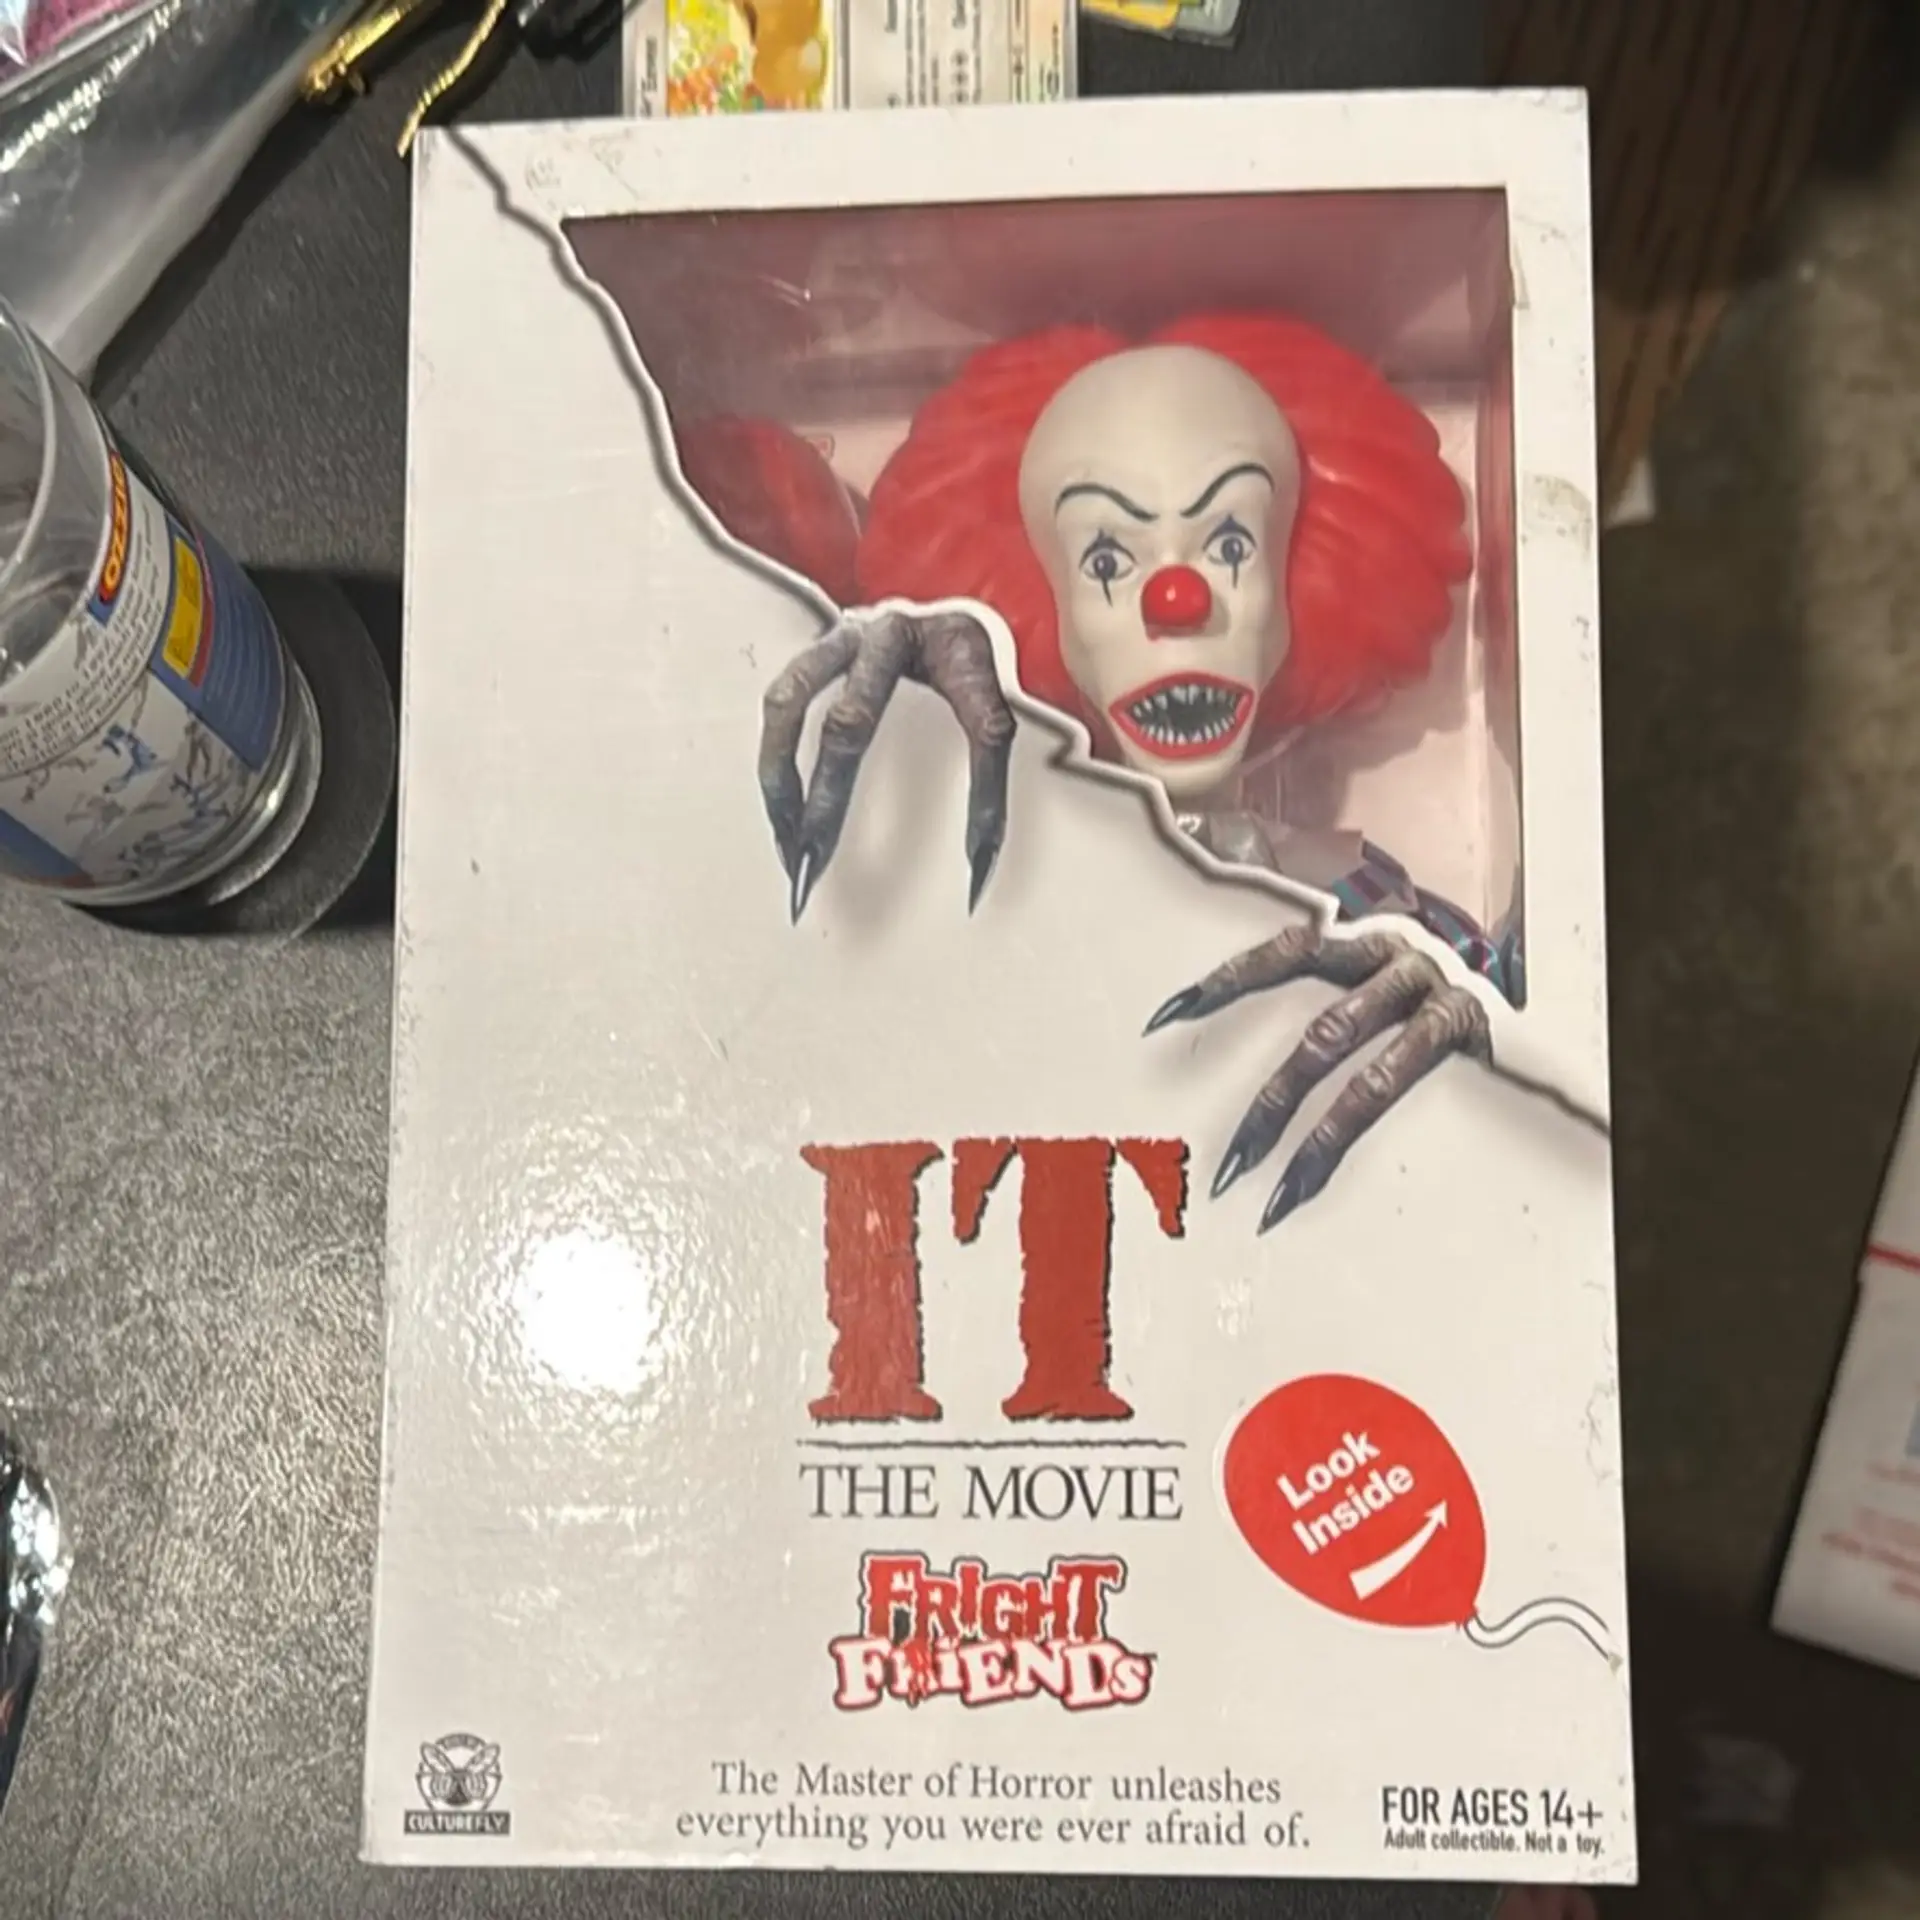 OZZIE
IT
THE MOVIE
Look
Inside
FRIGHT
FRiENDS
The Master of Horror unleashes
everything you were ever afraid of.
CULTUREFLY
FOR AGES 14+
Adult collectible. Not a toy.